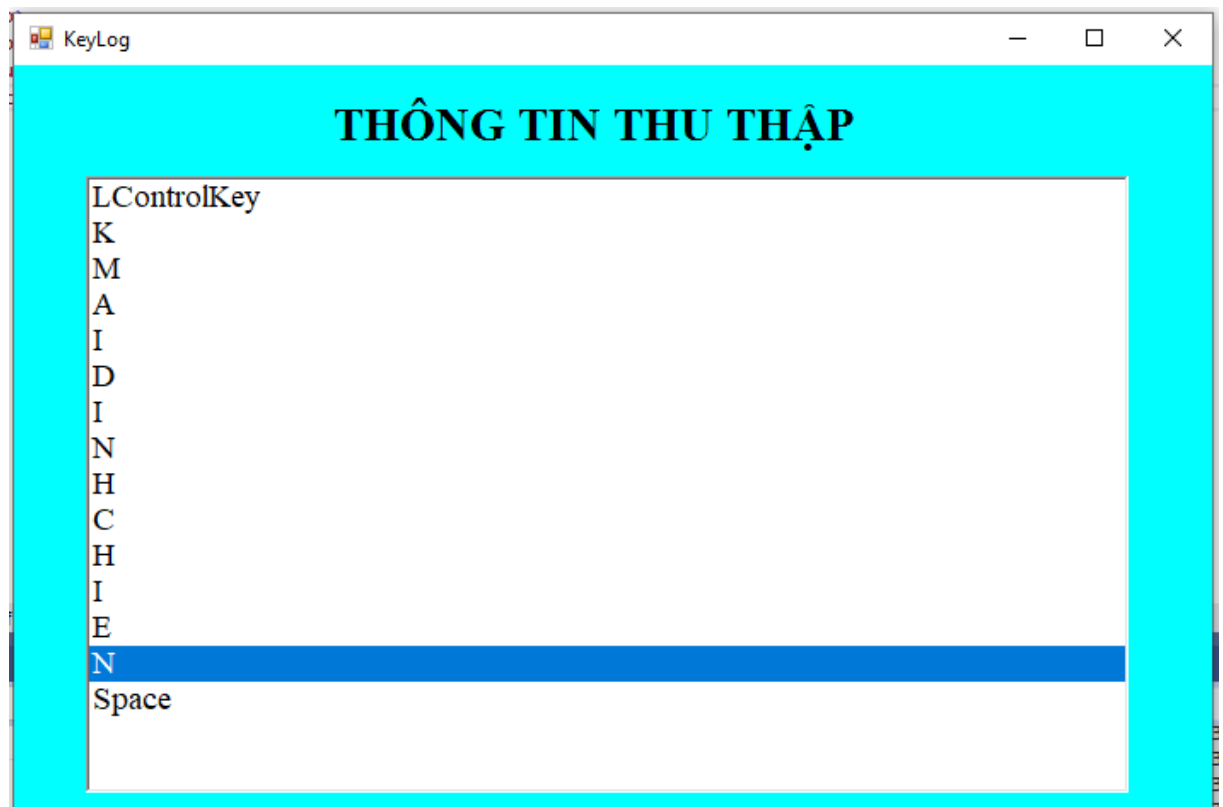 KeyLog
THÔNG TIN THU THẬP
LControlKey
K
M
A
I
D
I
N
H
C
H
I
E
N
Space